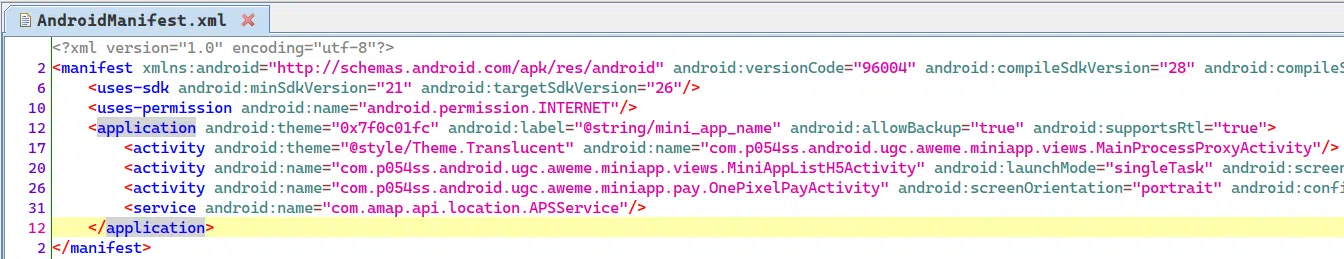 AndroidManifest.xml
<?xml version="1.0" encoding="utf-8"?>
2 <manifest xmlns:android="http://schemas.android.com/apk/res/android" android:versionCode="96004" android:compileSdkVersion="28" android:compileS
6 <uses-sdk android:minSdkVersion="21" android:targetSdkVersion="26"/>
10 <uses-permission android:name="android.permission.INTERNET"/>
12 <application android:theme="0x7f0c01fc" android:label="@string/mini_app_name" android:allowBackup="true" android:supportsRtl="true">
17 <activity android:theme="@style/Theme.Translucent" android:name="com.p054ss.android.ugc.aweme.miniapp.views.MainProcessProxyActivity"/>
20 <activity android:name="com.p054ss.android.ugc.aweme.miniapp.views.MiniAppListH5Activity" android:launchMode="singleTask" android:screen
26 <activity android:name="com.p054ss.android.ugc.aweme.miniapp.pay.OnePixelPayActivity" android:screenOrientation="portrait" android:confi
31 <service android:name="com.amap.api.location.APSService"/>
12 </application>
2 </manifest>